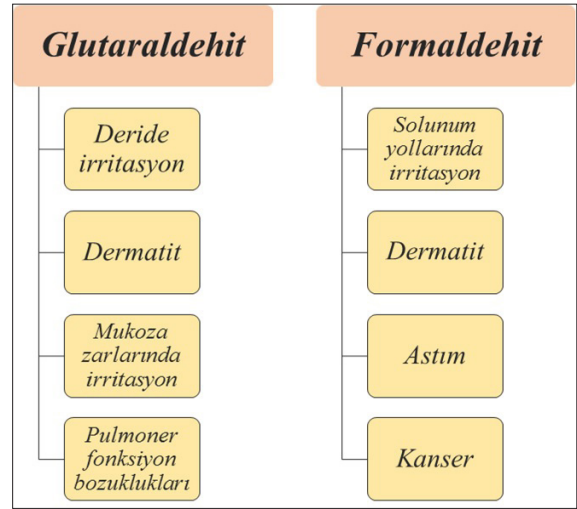 Glutaraldehit
Deride
irritasyon
Dermatit
Mukoza
zarlarında
irritasyon
Pulmoner
fonksiyon
bozuklukları
Formaldehit
Solunum
yollarında
irritasyon
Dermatit
Astım
Kanser